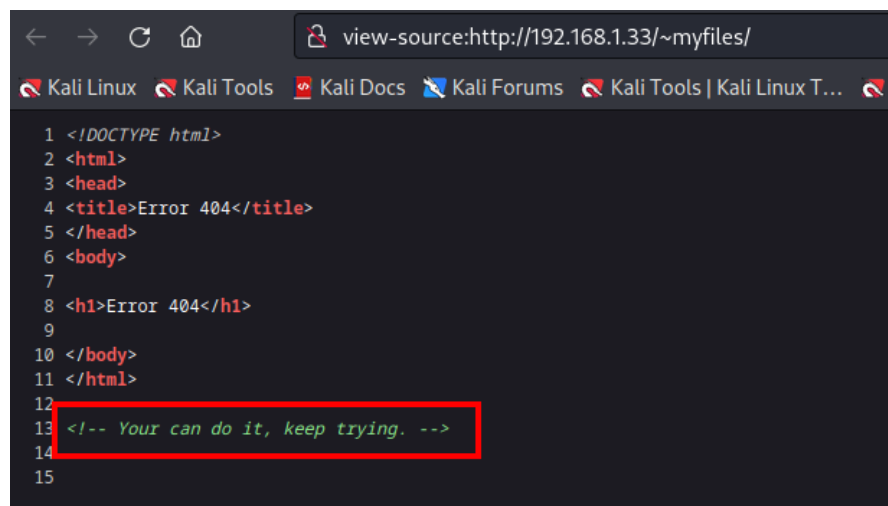 view-source:http://192.168.1.33/~myfiles/
Kali Linux Kali Tools Kali Docs Kali Forums Kali Tools | Kali Linux T...
1 <!DOCTYPE html>
2 <html>
3 <head>
4 <title>Error 404</title>
5 </head>
6 <body>
7
8 <h1>Error 404</h1>
9
10 </body>
11 </html>
12
13 <!-- Your can do it, keep trying. -->
14
15